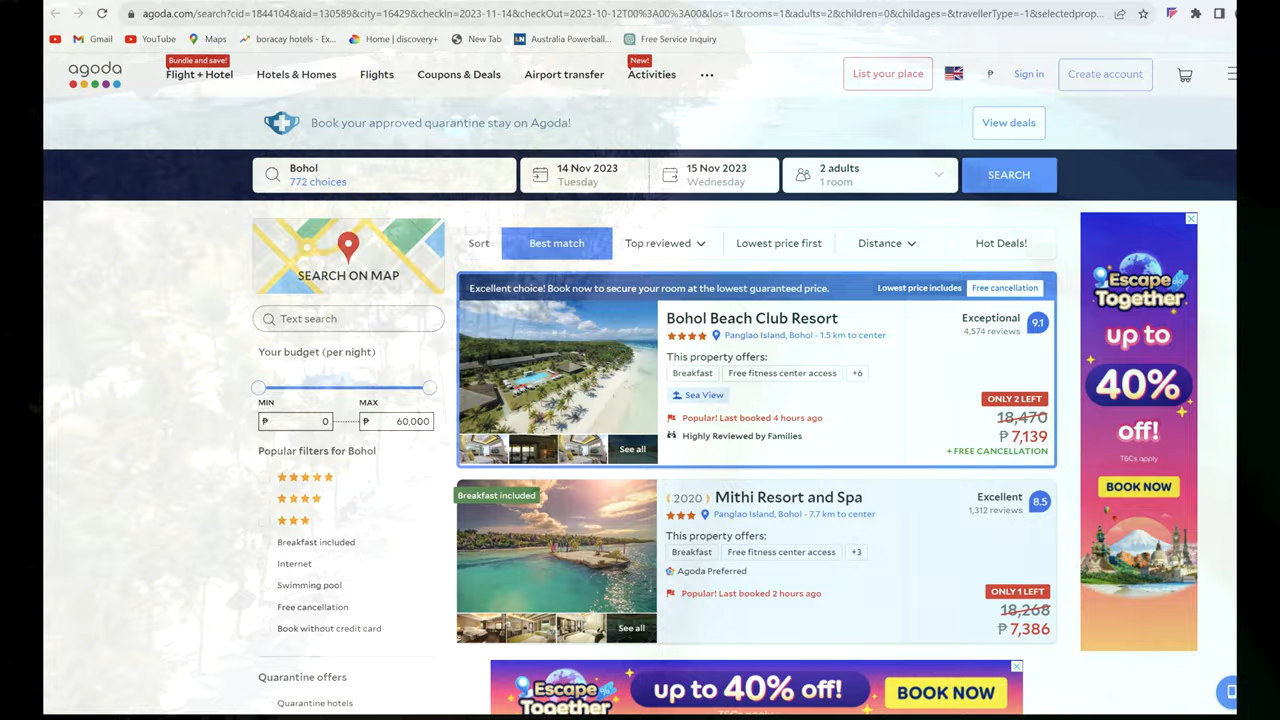 agoda.com/search?cid=1844104&aid=130589&city=16429&checkIn=2023-11-14&checkOut=2023-10-12T00%3A00%3A00&los=1&rooms=1&adults=2&children=0&childages=&travellerType=-1&selectedprop...
Gmail YouTube Maps boracay hotels - Ex... Home | discovery+ New Tab Australia Powerball... Free Service Inquiry
Bundle and save! New!
agoda Flight + Hotel Hotels & Homes Flights Coupons & Deals Airport transfer Activities ••• List your place ₱ Sign in Create account
Book your approved quarantine stay on Agoda! View deals
Bohol 14 Nov 2023 15 Nov 2023 2 adults SEARCH
772 choices Tuesday Wednesday 1 room
SEARCH ON MAP
Text search
Your budget (per night)
MIN MAX
₱ 0 ₱ 60,000
Popular filters for Bohol
Breakfast included
Internet
Swimming pool
Free cancellation
Book without credit card
Quarantine offers
Quarantine hotels
Sort Best match Top reviewed Lowest price first Distance Hot Deals!
Excellent choice! Book now to secure your room at the lowest guaranteed price. Lowest price includes Free cancellation
Bohol Beach Club Resort Exceptional 9.1
Panglao Island, Bohol - 1.5 km to center 4,574 reviews
This property offers:
Breakfast Free fitness center access +6
Sea View
ONLY 2 LEFT
Popular! Last booked 4 hours ago 18,470
Highly Reviewed by Families ₱ 7,139
See all + FREE CANCELLATION
Breakfast included
2020 Mithi Resort and Spa Excellent 8.5
Panglao Island, Bohol - 7.7 km to center 1,312 reviews
This property offers:
Breakfast Free fitness center access +3
Agoda Preferred
Popular! Last booked 2 hours ago ONLY 1 LEFT
18,268
See all ₱ 7,386
Escape
Together
up to
40%
off!
T&Cs apply
BOOK NOW
Escape
Together up to 40% off! BOOK NOW
T&Cs apply